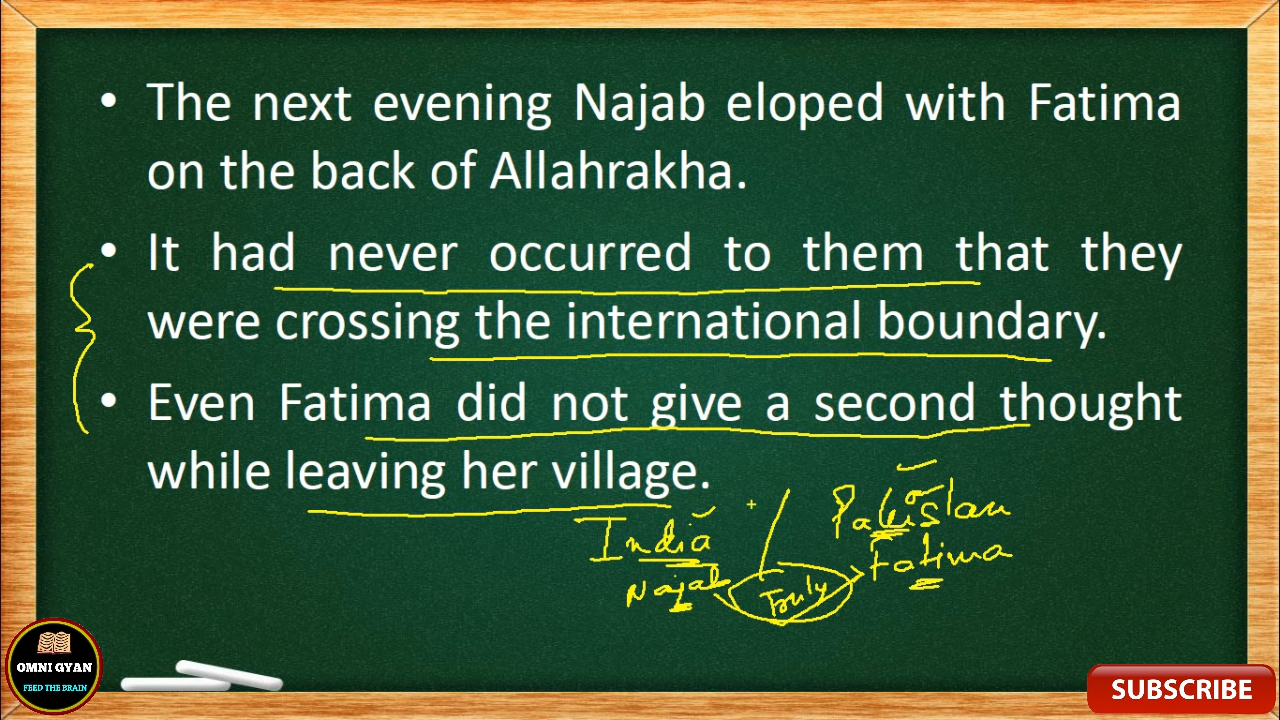 • The next evening Najab eloped with Fatima
on the back of Allahrakha.
• It had never occurred to them that they
were crossing the international boundary.
• Even Fatima did not give a second thought
while leaving her village.
India / Pakistan
Najab Truly Fatima
OMNI GYAN
FEED THE BRAIN
SUBSCRIBE